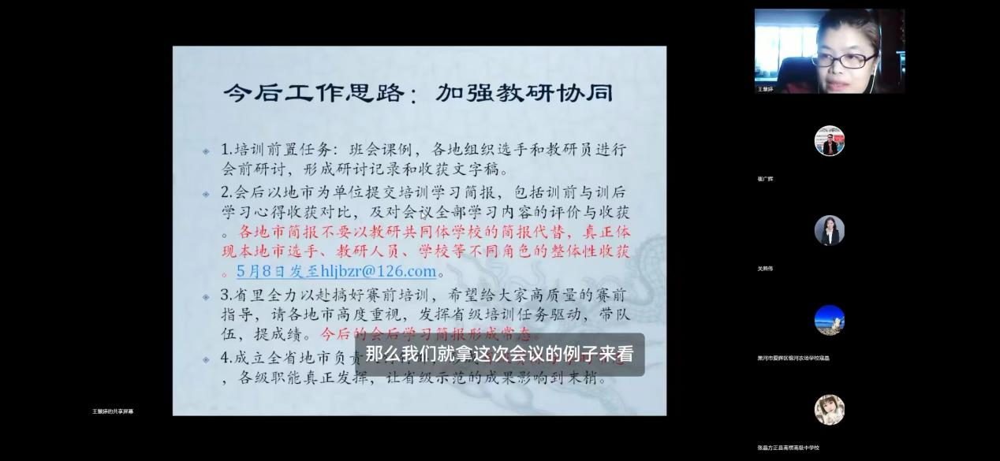 今后工作思路：加强教研协同
1.培训前置任务：班会课例，各地组织选手和教研员进行
会前研讨，形成研讨记录和收获文字稿。
2.会后以地市为单位提交培训学习简报，包括训前与训后
学习心得收获对比，及对会议全部学习内容的评价与收获
。各地市简报不要以教研共同体学校的简报代替，真正体
现本地市选手、教研人员、学校等不同角色的整体性收获
。5月8日发至hljbzr@126.com。
3.省里全力以赴搞好赛前培训，希望给大家高质量的赛前
指导，请各地市高度重视，发挥省级培训任务驱动，带队
伍，提成绩。今后的会后学习简报形成常态。
4.成立全省地市负责
那么我们就拿这次会议的例子来看
，各级职能真正发挥，让省级示范的成果影响到末梢。
王慧婷的共享屏幕
王慧婷
崔广辉
关熙伟
黑河市爱辉区锦河农场学校寇晶
张晶方正县高楞高级中学校